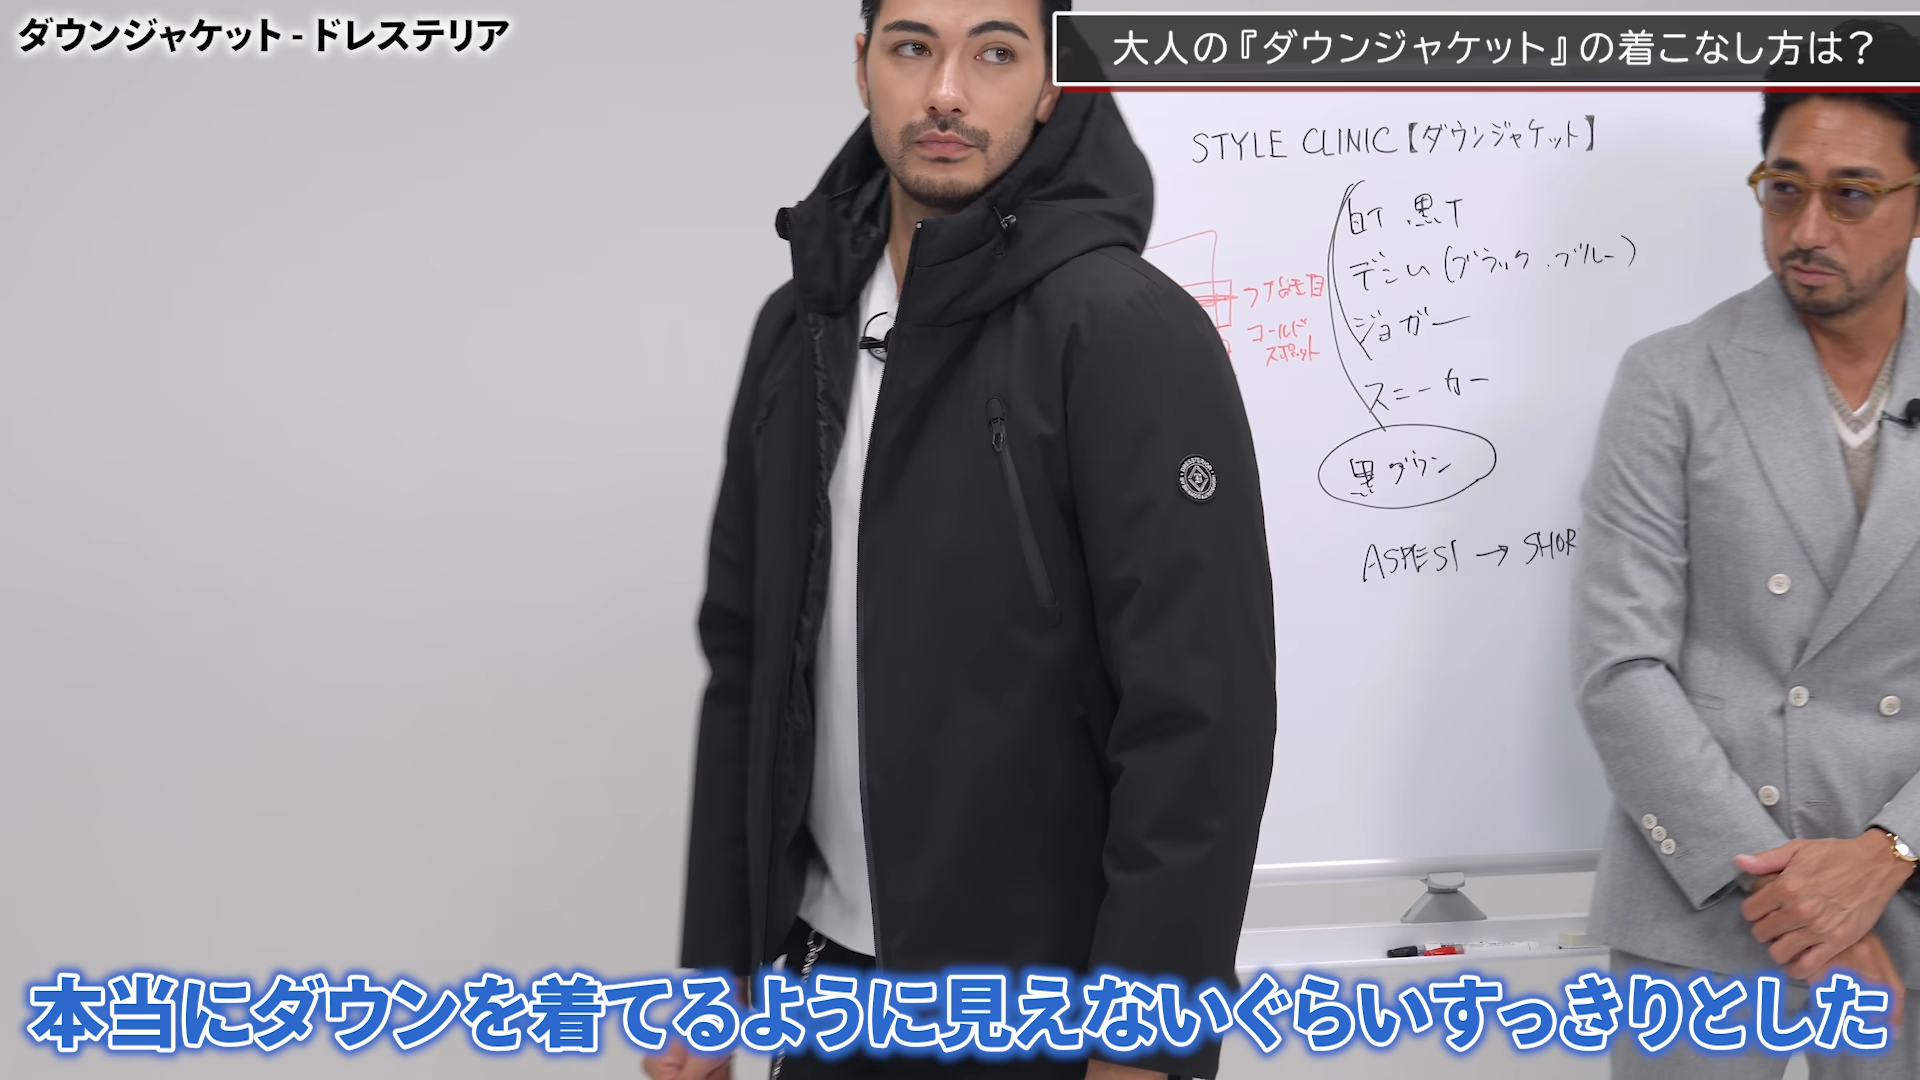 ダウンジャケット - ドレステリア
大人の『ダウンジャケット』の着こなし方は？
STYLE CLINIC【ダウンジャケット】
白T 黒T
デニム (ブラック.ブルー)
ジョガー
スニーカー
黒ダウン
ASPESI → SHOR
つなぎ目
コールド
スポット
本当にダウンを着てるように見えないぐらいすっきりとした